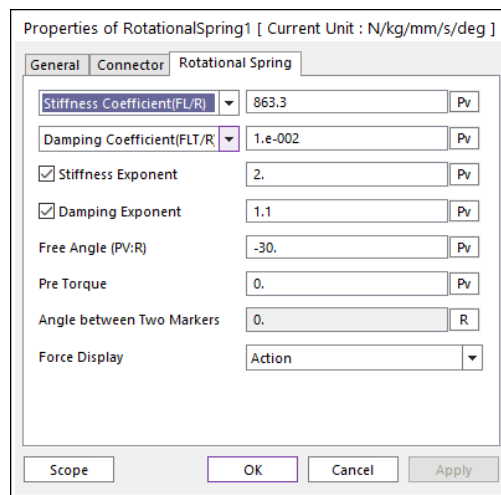 Properties of RotationalSpring1 [ Current Unit : N/kg/mm/s/deg ]
General Connector Rotational Spring
Stiffness Coefficient(FL/R) 863.3 Pv
Damping Coefficient(FLT/R) 1.e-002 Pv
Stiffness Exponent 2. Pv
Damping Exponent 1.1 Pv
Free Angle (PV:R) -30. Pv
Pre Torque 0. Pv
Angle between Two Markers 0. R
Force Display Action
Scope OK Cancel Apply